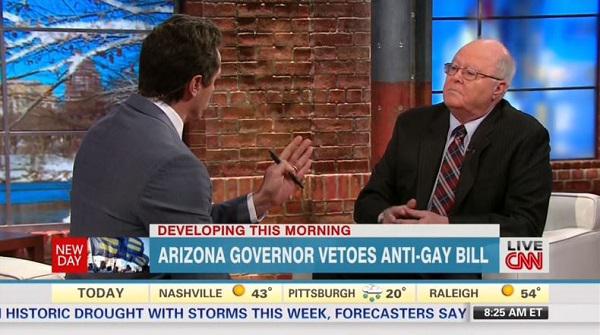 DEVELOPING THIS MORNING
NEW DAY
ARIZONA GOVERNOR VETOES ANTI-GAY BILL
LIVE
CNN
TODAY NASHVILLE 43° PITTSBURGH 20° RALEIGH 54°
HISTORIC DROUGHT WITH STORMS THIS WEEK, FORECASTERS SAY 8:25 AM ET